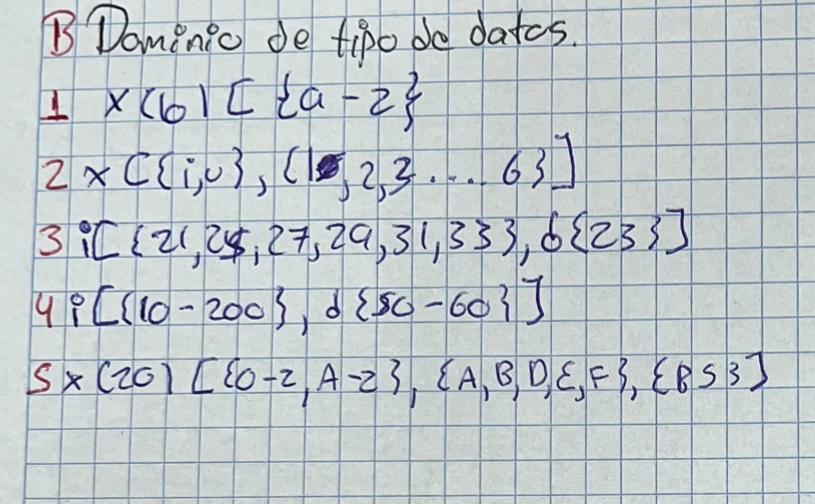 B Dominio de tipo de datos.
1 x(6) [ {a-z}
2 x[{i,u}, {1,2,3....6}]
3 i[{21,25,27,29,31,33}, d{23}]
4 i[{10-200}, d{50-60}]
5 x(20) [{0-z, A-z}, {A,B,D,E,F}, {BS}]